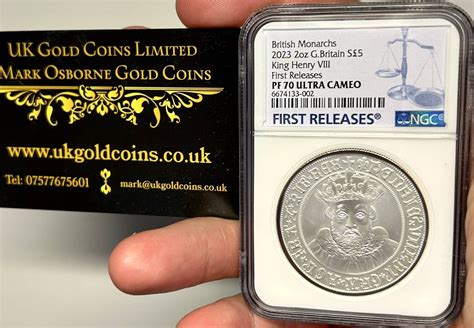 UK Gold Coins Limited
Mark Osborne Gold Coins
www.ukgoldcoins.co.uk
Tel: 07577675601
mark@ukgoldcoins.co.uk
British Monarchs
2023 2oz G.Britain S£5
King Henry VIII
First Releases
PF 70 ULTRA CAMEO
6674133-002
FIRST RELEASES®
NGC